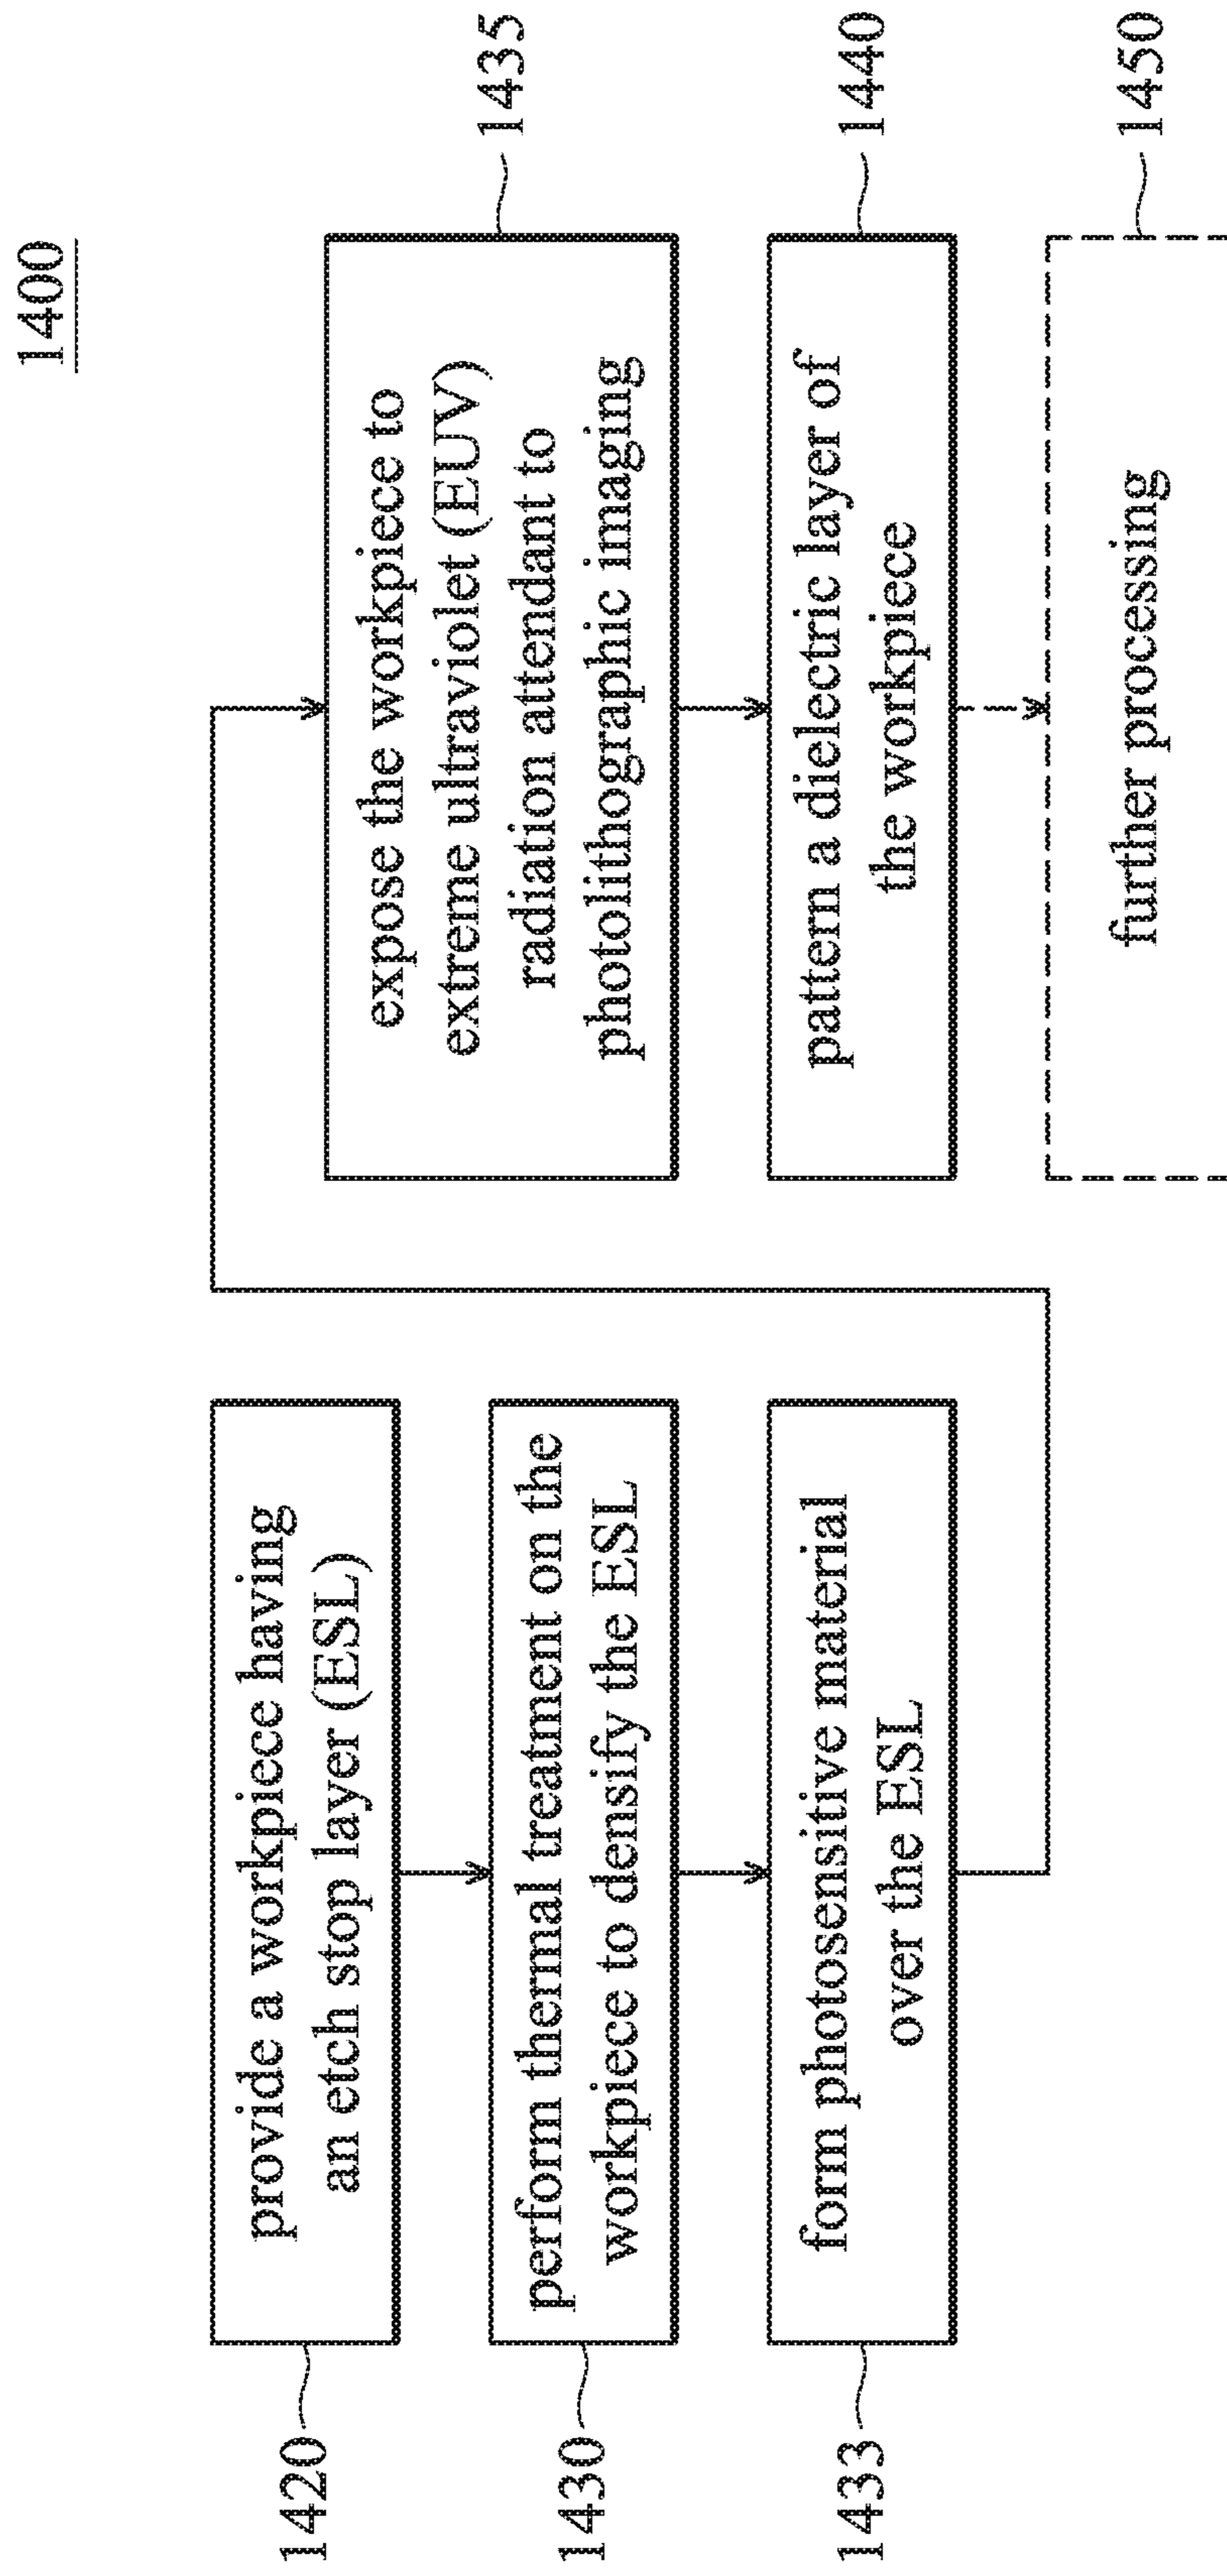 1400
1420
provide a workpiece having
an etch stop layer (ESL)
1430
perform thermal treatment on the
workpiece to densify the ESL
1433
form photosensitive material
over the ESL
1435
expose the workpiece to
extreme ultraviolet (EUV)
radiation attendant to
photolithographic imaging
1440
pattern a dielectric layer of
the workpiece
1450
further processing